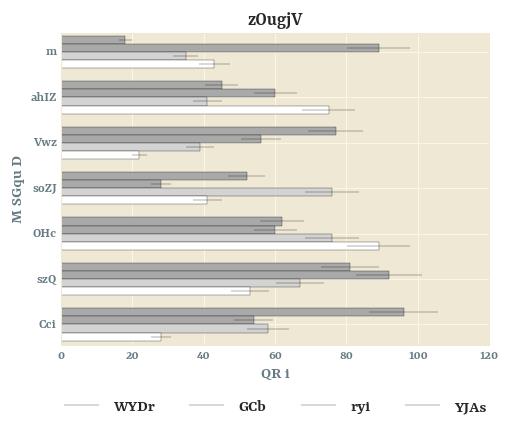 zOugjV
M SGqu D
m
ahIZ
Vwz
soZJ
OHc
szQ
Cci
0 20 40 60 80 100 120
QR i
WYDr GCb ryi YJAs